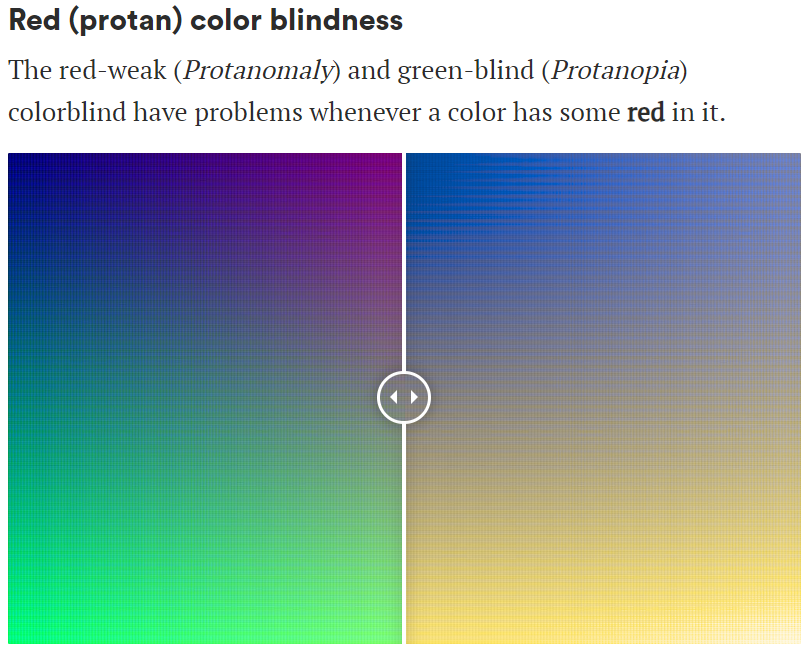 Red (protan) color blindness
The red-weak (Protanomaly) and green-blind (Protanopia)
colorblind have problems whenever a color has some red in it.